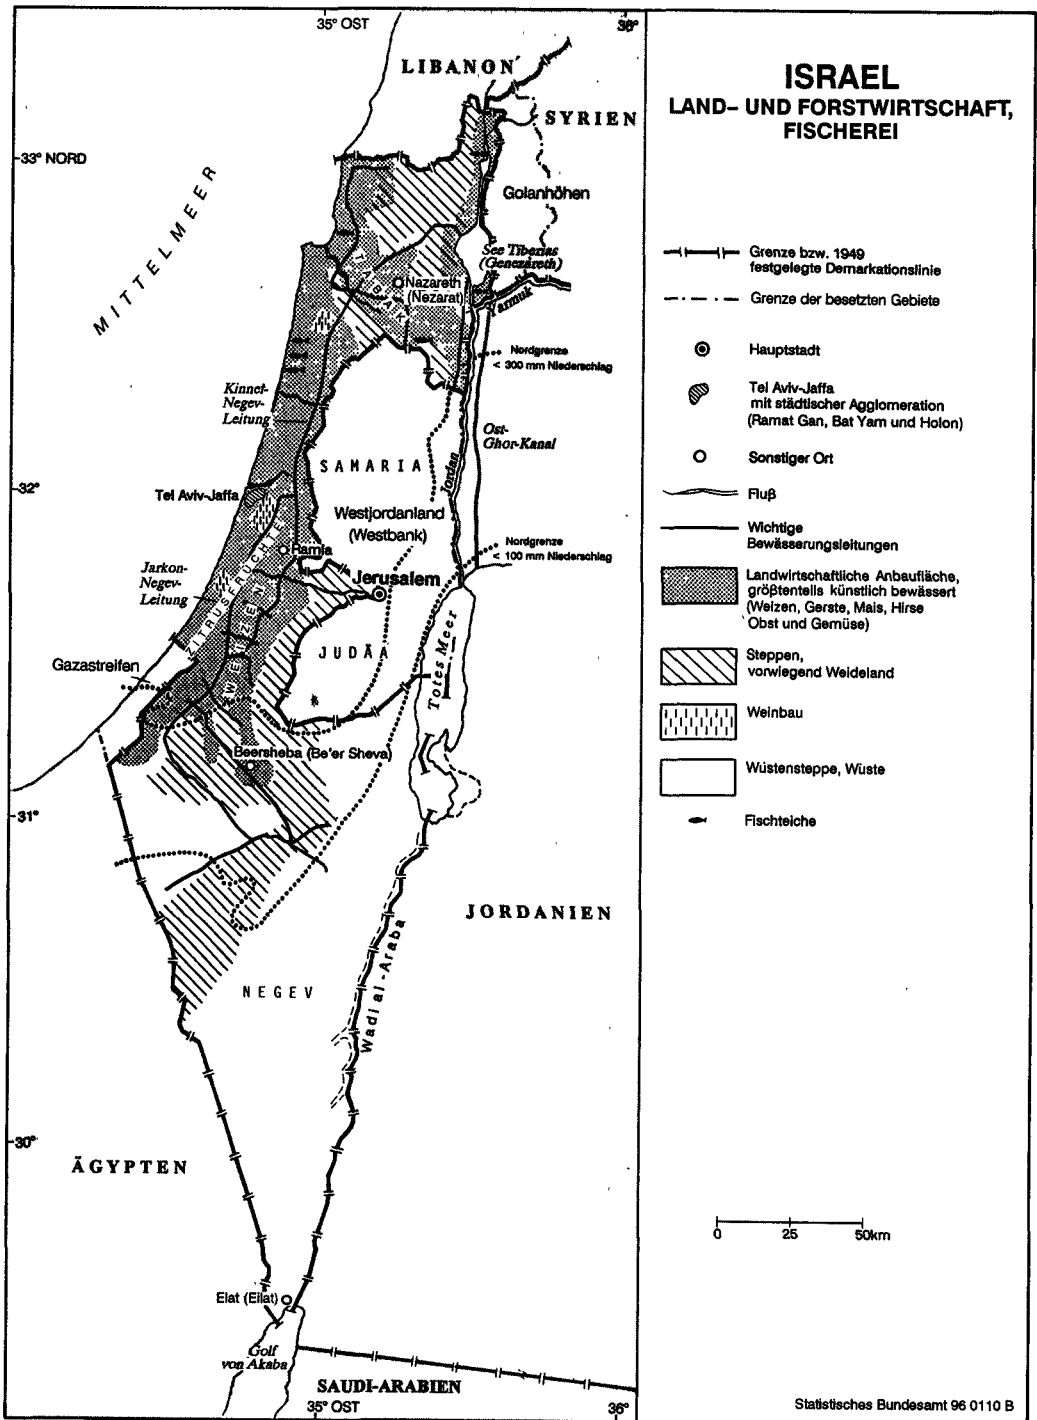 35° OST
36°
LIBANON
SYRIEN
33° NORD
MITTELMEER
Golanhöhen
See Tiberias
(Genezareth)
TABAK
Nazareth
(Nezarat)
Yarmuk
Nordgrenze
< 300 mm Niederschlag
Kinnet-
Negev-
Leitung
Ost-
Ghor-Kanal
SAMARIA
Jordan
32°
Tel Aviv-Jaffa
Westjordanland
(Westbank)
Ramla
Nordgrenze
< 100 mm Niederschlag
Jarkon-
Negev-
Leitung
Jerusalem
ZITRUSFRÜCHTE
WEIZEN
JUDÄA
Totes Meer
Gazastreifen
Beersheba (Be'er Sheva)
31°
JORDANIEN
Wadi al-Araba
NEGEV
30°
ÄGYPTEN
Elat (Eilat)
Golf
von Akaba
SAUDI-ARABIEN
35° OST
36°
ISRAEL
LAND- UND FORSTWIRTSCHAFT,
FISCHEREI
Grenze bzw. 1949
festgelegte Demarkationslinie
Grenze der besetzten Gebiete
Hauptstadt
Tel Aviv-Jaffa
mit städtischer Agglomeration
(Ramat Gan, Bat Yam und Holon)
Sonstiger Ort
Fluß
Wichtige
Bewässerungsleitungen
Landwirtschaftliche Anbaufläche,
größtenteils künstlich bewässert
(Weizen, Gerste, Mais, Hirse
Obst und Gemüse)
Steppen,
vorwiegend Weideland
Weinbau
Wüstensteppe, Wüste
Fischteiche
0 25 50km
Statistisches Bundesamt 96 0110 B